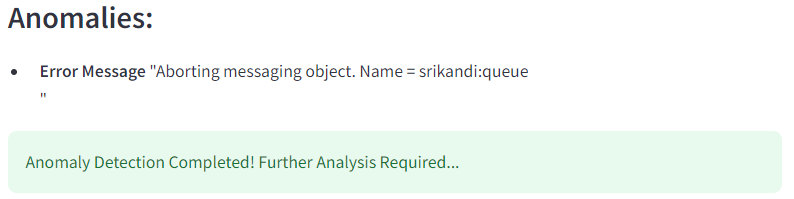 Anomalies:
Error Message "Aborting messaging object. Name = srikandi:queue
"
Anomaly Detection Completed! Further Analysis Required...